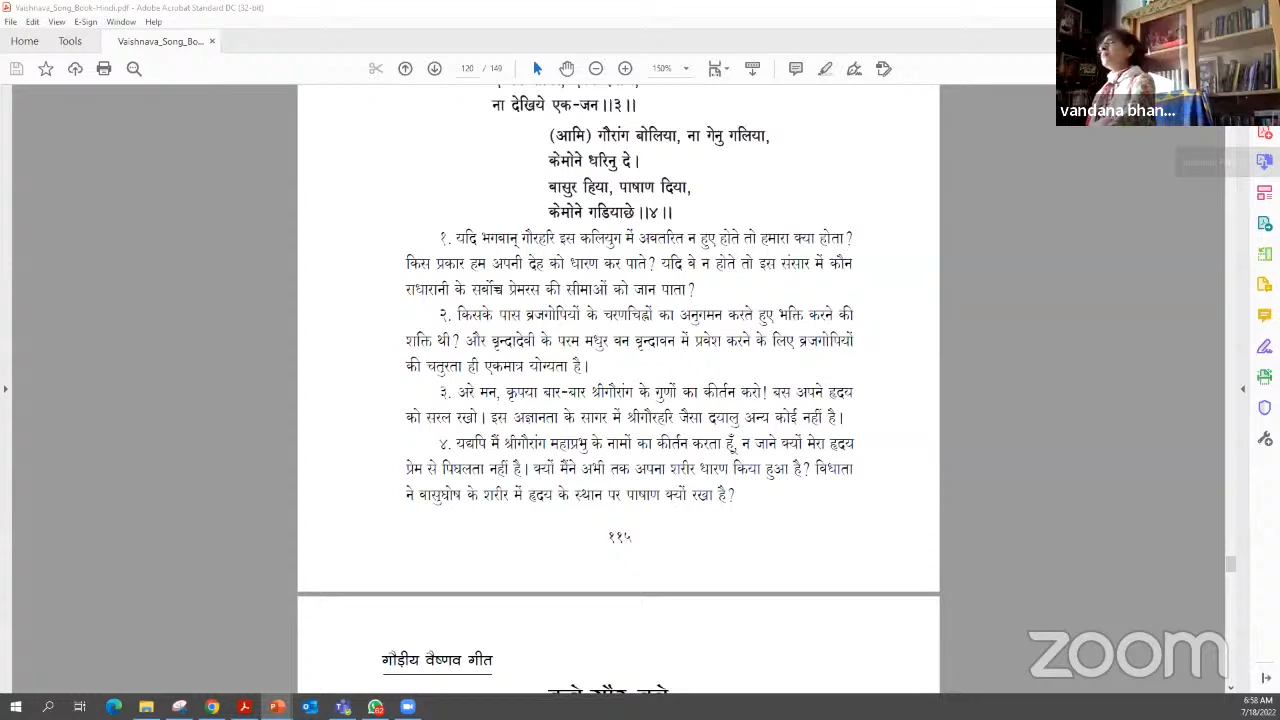 Vaishnava_Song_Book-Hindi.pdf - Adobe Acrobat Standard DC (32-bit)
File Edit View E-Sign Window Help
Home Tools Vaishnava_Song_Bo... ×
120 / 149 150%
ना देखिये एक-जन।।३।।
(आमि) गौरांग बोलिया, ना गेनु गलिया,
केमोने धरिनु दे।
बासुर हिया, पाषाण दिया,
केमोने गडियाछे।।४।।
१. यदि भगवान् गौरहरि इस कलियुग में अवतरित न हुए होते तो हमारा क्या होता?
किस प्रकार हम अपनी देह को धारण कर पाते? यदि वे न होते तो इस संसार में कौन
राधारानी के सर्वोच्च प्रेमरस की सीमाओं को जान पाता?
२. किसके पास व्रजगोपियों के चरणचिह्नों का अनुगमन करते हुए भक्ति करने की
शक्ति थी? और वृन्दादेवी के परम मधुर वन वृन्दावन में प्रवेश करने के लिए व्रजगोपियों
की चतुरता ही एकमात्र योग्यता है।
३. अरे मन, कृपया बार-बार श्रीगौरांग के गुणों का कीर्तन करो! बस अपने हृदय
को सरल रखो। इस अज्ञानता के सागर में श्रीगौरहरि जैसा दयालु अन्य कोई नहीं है।
४. यद्यपि मैं श्रीगौरांग महाप्रभु के नामों का कीर्तन करता हूँ, न जाने क्यों मेरा हृदय
प्रेम से पिघलता नहीं है। क्यों मैंने अभी तक अपना शरीर धारण किया हुआ है? विधाता
ने वासुघोष के शरीर में हृदय के स्थान पर पाषाण क्यों रखा है?
११५
गौड़ीय वैष्णव गीत
vandana bhan...
zoom
6:58 AM
7/18/2022